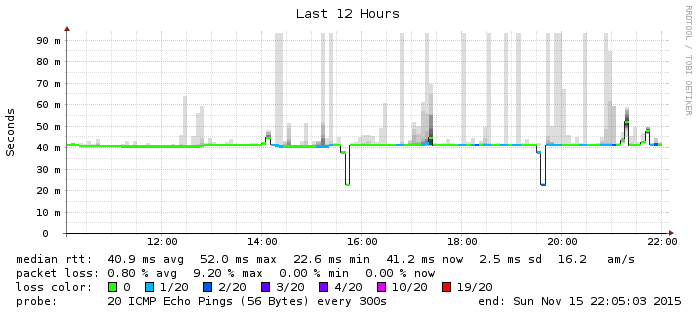 Last 12 Hours
RRDTOOL / TOBI OETIKER
Seconds
90 m
80 m
70 m
60 m
50 m
40 m
30 m
20 m
10 m
0
12:00 14:00 16:00 18:00 20:00 22:00
median rtt: 40.9 ms avg 52.0 ms max 22.6 ms min 41.2 ms now 2.5 ms sd 16.2 am/s
packet loss: 0.80 % avg 9.20 % max 0.00 % min 0.00 % now
loss color: 0 1/20 2/20 3/20 4/20 10/20 19/20
probe: 20 ICMP Echo Pings (56 Bytes) every 300s end: Sun Nov 15 22:05:03 2015